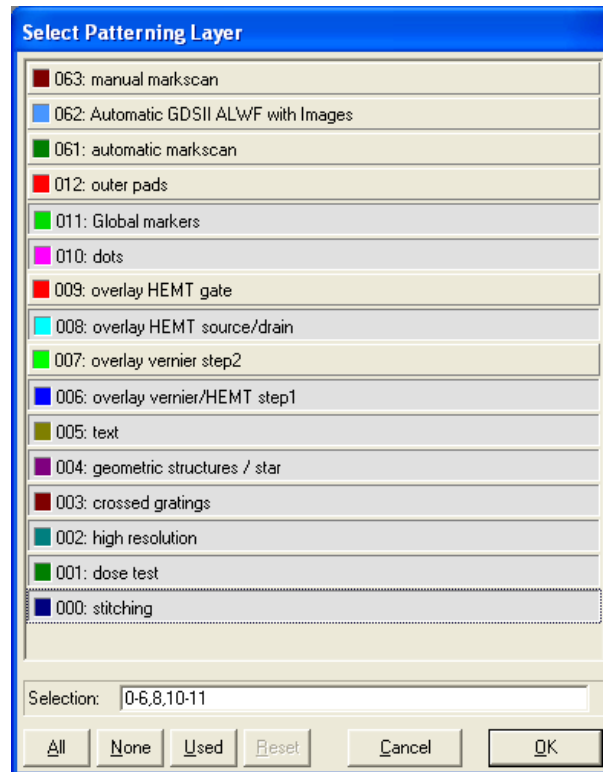 Select Patterning Layer
063: manual markscan
062: Automatic GDSII ALWF with Images
061: automatic markscan
012: outer pads
011: Global markers
010: dots
009: overlay HEMT gate
008: overlay HEMT source/drain
007: overlay vernier step2
006: overlay vernier/HEMT step1
005: text
004: geometric structures / star
003: crossed gratings
002: high resolution
001: dose test
000: stitching
Selection: 0-6,8,10-11
All None Used Reset Cancel OK